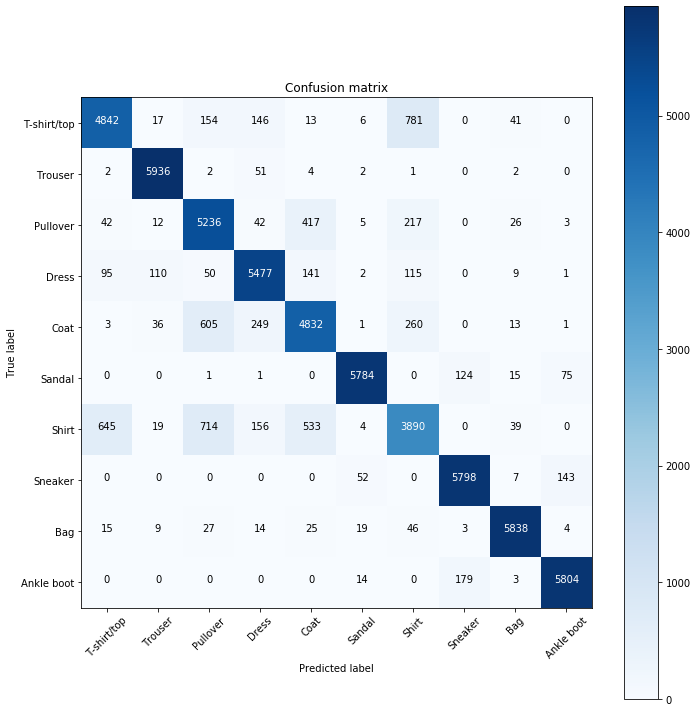 Confusion matrix
T-shirt/top 4842 17 154 146 13 6 781 0 41 0
Trouser 2 5936 2 51 4 2 1 0 2 0
Pullover 42 12 5236 42 417 5 217 0 26 3
Dress 95 110 50 5477 141 2 115 0 9 1
Coat 3 36 605 249 4832 1 260 0 13 1
Sandal 0 0 1 1 0 5784 0 124 15 75
Shirt 645 19 714 156 533 4 3890 0 39 0
Sneaker 0 0 0 0 0 52 0 5798 7 143
Bag 15 9 27 14 25 19 46 3 5838 4
Ankle boot 0 0 0 0 0 14 0 179 3 5804
T-shirt/top Trouser Pullover Dress Coat Sandal Shirt Sneaker Bag Ankle boot
Predicted label
True label
5000
4000
3000
2000
1000
0